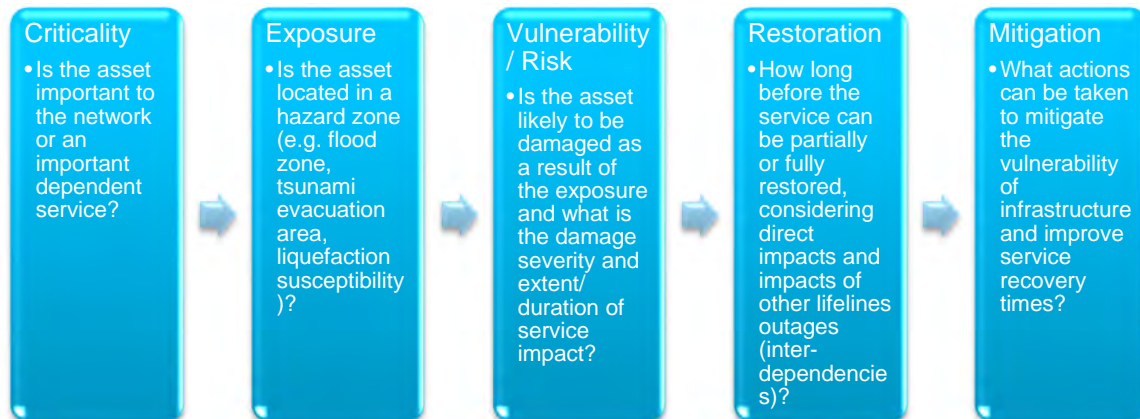 Criticality
• Is the asset
important to
the network
or an
important
dependent
service?
Exposure
• Is the asset
located in a
hazard zone
(e.g. flood
zone,
tsunami
evacuation
area,
liquefaction
susceptibility
)?
Vulnerability
/ Risk
• Is the asset
likely to be
damaged as
a result of
the exposure
and what is
the damage
severity and
extent/
duration of
service
impact?
Restoration
• How long
before the
service can
be partially
or fully
restored,
considering
direct
impacts and
impacts of
other lifelines
outages
(inter-
dependencie
s)?
Mitigation
• What actions
can be taken
to mitigate
the
vulnerability
of
infrastructure
and improve
service
recovery
times?